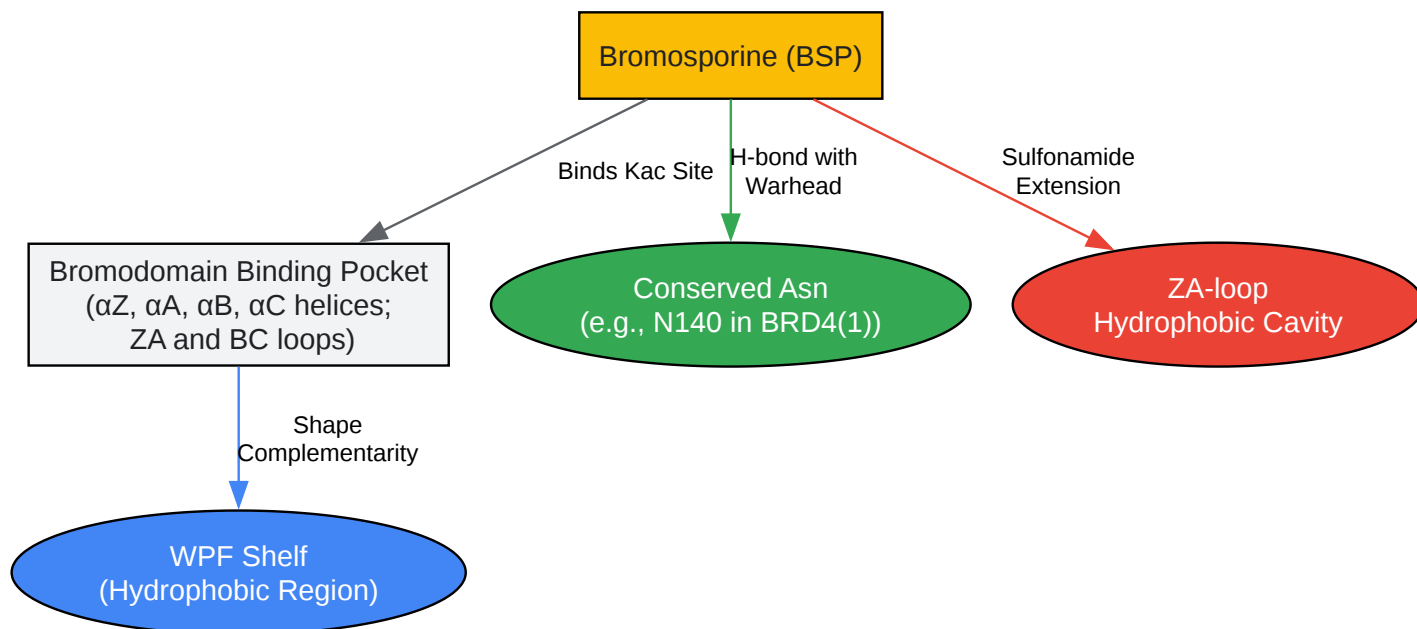 Bromosporine (BSP)
Binds Kac Site
H-bond with
Warhead
Sulfonamide
Extension
Bromodomain Binding Pocket
(αZ, αA, αB, αC helices;
ZA and BC loops)
Conserved Asn
(e.g., N140 in BRD4(1))
ZA-loop
Hydrophobic Cavity
Shape
Complementarity
WPF Shelf
(Hydrophobic Region)